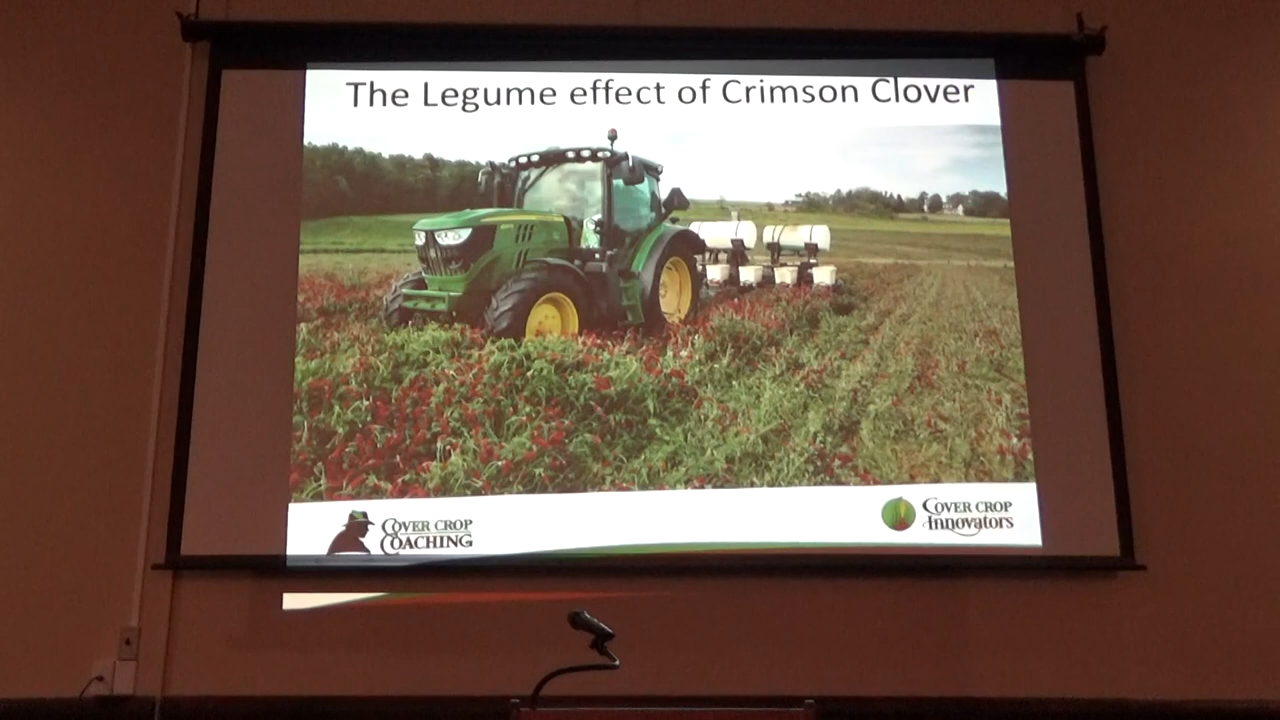 The Legume effect of Crimson Clover
COVER CROP
COACHING
COVER CROP
Innovators